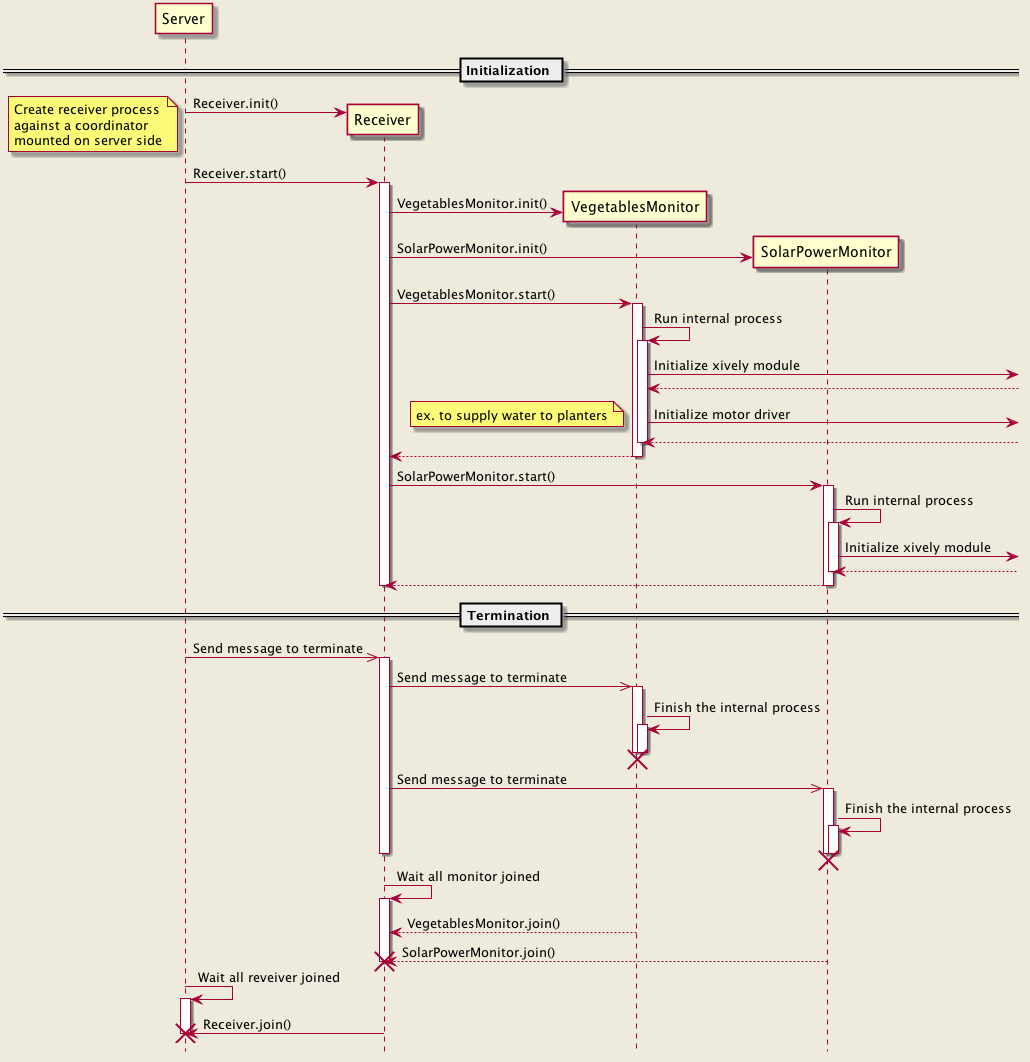 Server
Initialization
Create receiver process
against a coordinator
mounted on server side
Receiver.init()
Receiver
Receiver.start()
VegetablesMonitor.init()
VegetablesMonitor
SolarPowerMonitor.init()
SolarPowerMonitor
VegetablesMonitor.start()
Run internal process
Initialize xively module
ex. to supply water to planters
Initialize motor driver
SolarPowerMonitor.start()
Run internal process
Initialize xively module
Termination
Send message to terminate
Send message to terminate
Finish the internal process
Send message to terminate
Finish the internal process
Wait all monitor joined
VegetablesMonitor.join()
SolarPowerMonitor.join()
Wait all reveiver joined
Receiver.join()